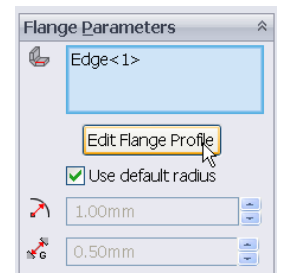 Flange Parameters
Edge<1>
Edit Flange Profile
Use default radius
1.00mm
G 0.50mm